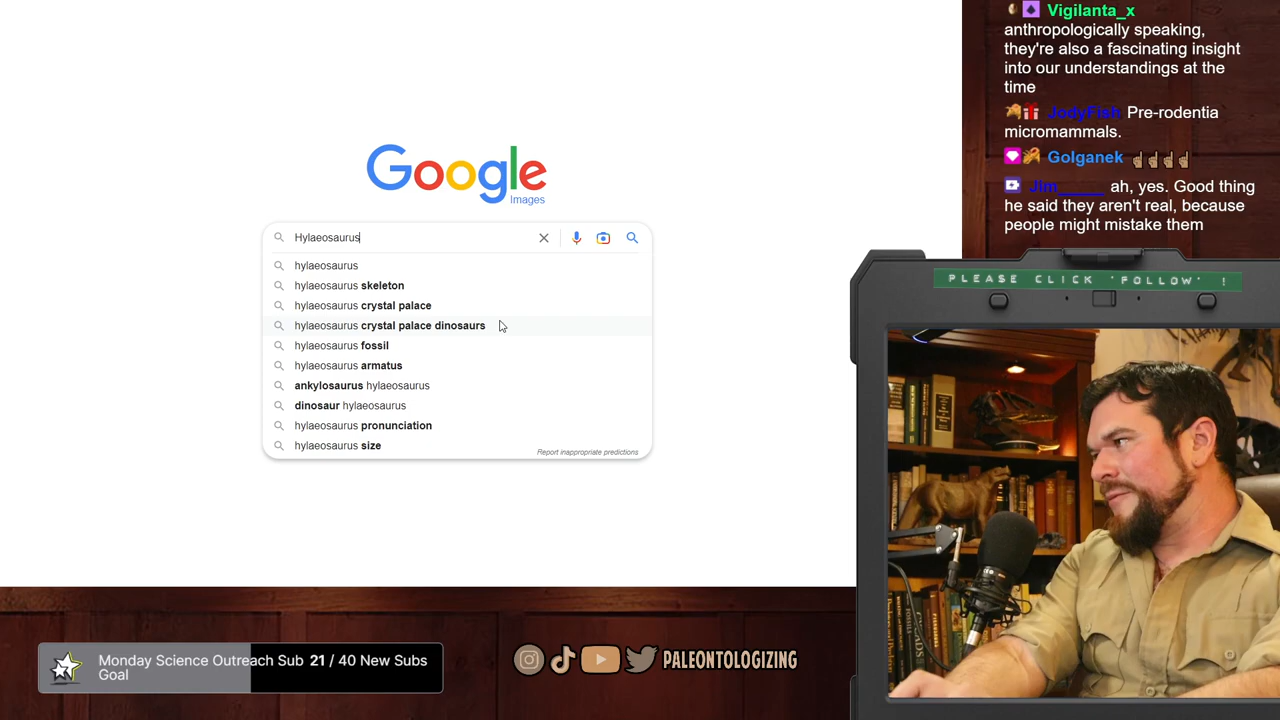 Google
Images
Hylaeosaurus
hylaeosaurus
hylaeosaurus skeleton
hylaeosaurus crystal palace
hylaeosaurus crystal palace dinosaurs
hylaeosaurus fossil
hylaeosaurus armatus
ankylosaurus hylaeosaurus
dinosaur hylaeosaurus
hylaeosaurus pronunciation
hylaeosaurus size
Report inappropriate predictions
Vigilanta_x
anthropologically speaking,
they're also a fascinating insight
into our understandings at the
time
JodyFish Pre-rodentia
micromammals.
Golganek
Jim_____ ah, yes. Good thing
he said they aren't real, because
people might mistake them
PLEASE CLICK 'FOLLOW' !
Monday Science Outreach Sub 21 / 40 New Subs
Goal
PALEONTOLOGIZING